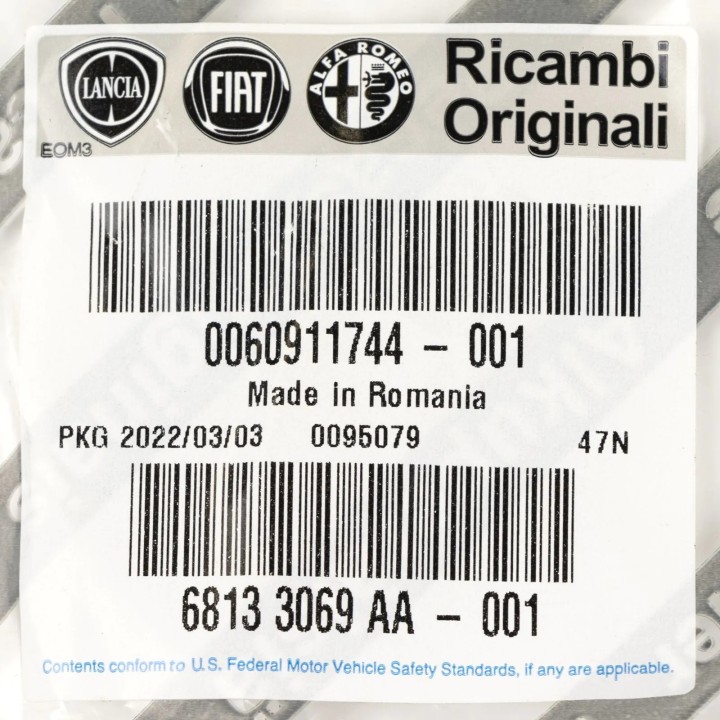 LANCIA
FIAT
ALFA ROMEO
Ricambi
Originali
EOM3
0060911744 - 001
Made in Romania
PKG 2022/03/03 0095079 47N
6813 3069 AA - 001
Contents conform to U.S. Federal Motor Vehicle Safety Standards, if any are applicable.